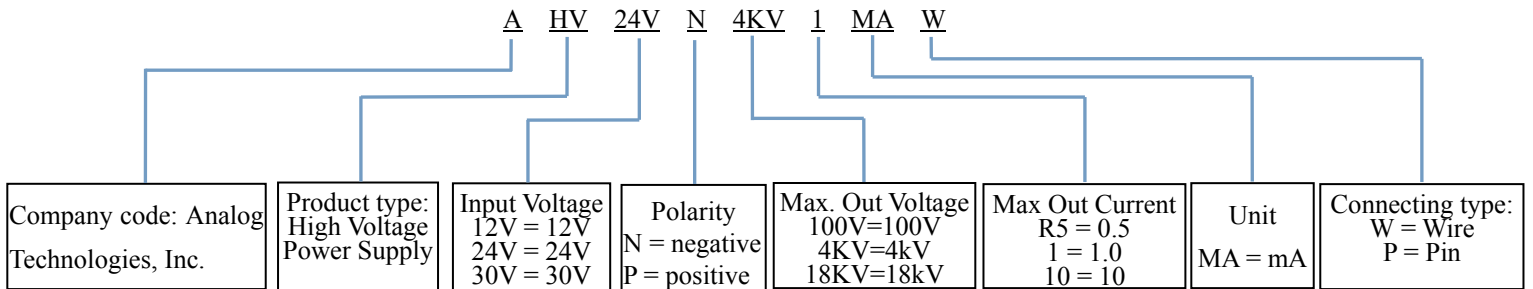 A HV 24V N 4KV 1 MA W
Company code: Analog
Technologies, Inc.
Product type:
High Voltage
Power Supply
Input Voltage
12V = 12V
24V = 24V
30V = 30V
Polarity
N = negative
P = positive
Max. Out Voltage
100V=100V
4KV=4kV
18KV=18kV
Max Out Current
R5 = 0.5
1 = 1.0
10 = 10
Unit
MA = mA
Connecting type:
W = Wire
P = Pin